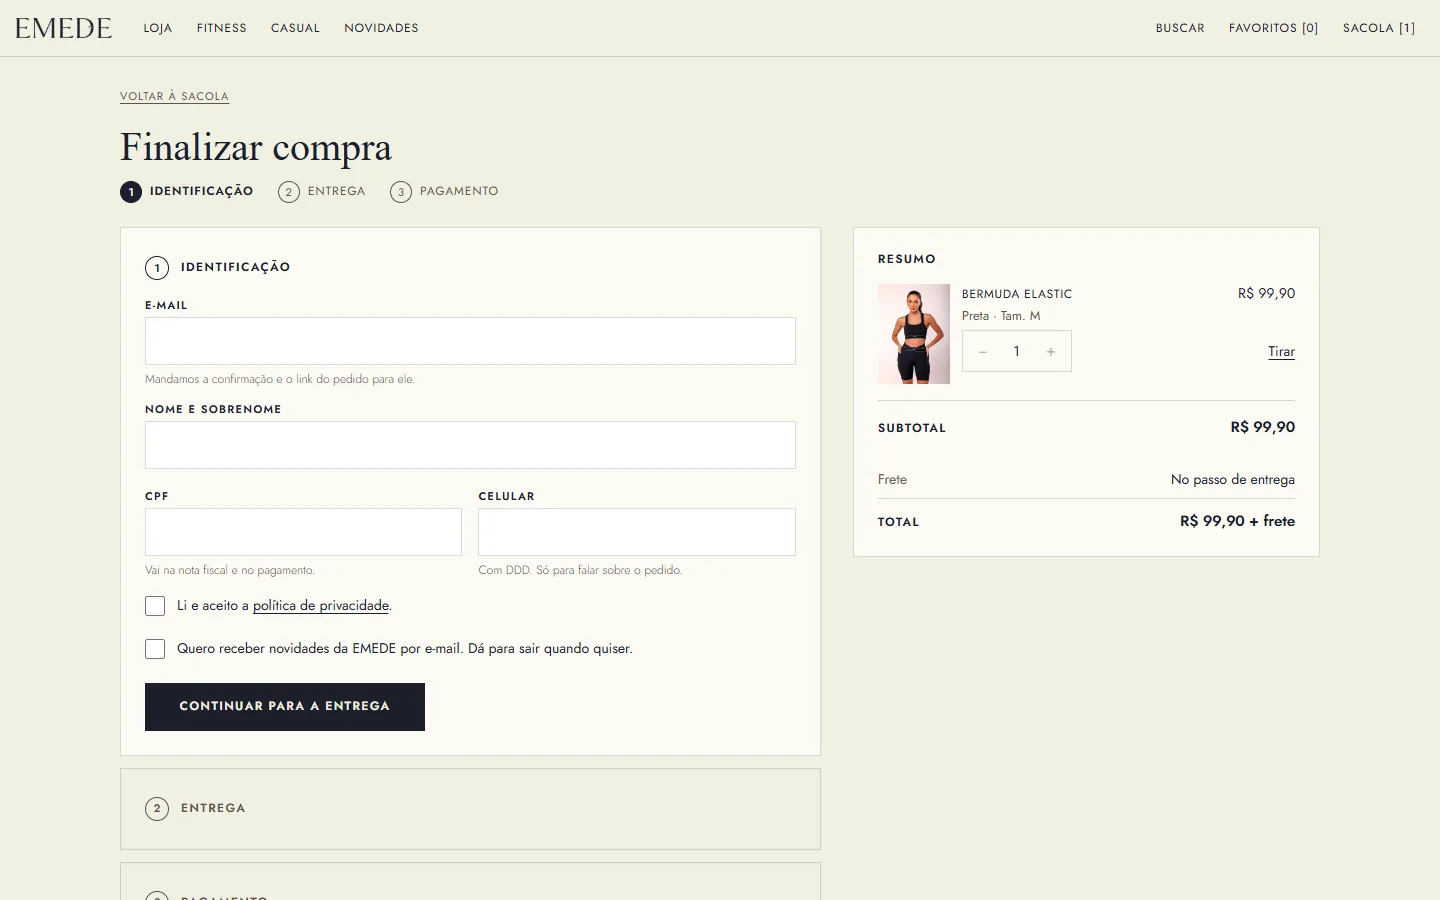 EMEDE LOJA FITNESS CASUAL NOVIDADES BUSCAR FAVORITOS [0] SACOLA [1]
VOLTAR À SACOLA
Finalizar compra
1 IDENTIFICAÇÃO 2 ENTREGA 3 PAGAMENTO
1 IDENTIFICAÇÃO
E-MAIL
Mandamos a confirmação e o link do pedido para ele.
NOME E SOBRENOME
CPF CELULAR
Vai na nota fiscal e no pagamento. Com DDD. Só para falar sobre o pedido.
Li e aceito a política de privacidade.
Quero receber novidades da EMEDE por e-mail. Dá para sair quando quiser.
CONTINUAR PARA A ENTREGA
2 ENTREGA
3 PAGAMENTO
RESUMO
BERMUDA ELASTIC R$ 99,90
Preta · Tam. M
− 1 + Tirar
SUBTOTAL R$ 99,90
Frete No passo de entrega
TOTAL R$ 99,90 + frete